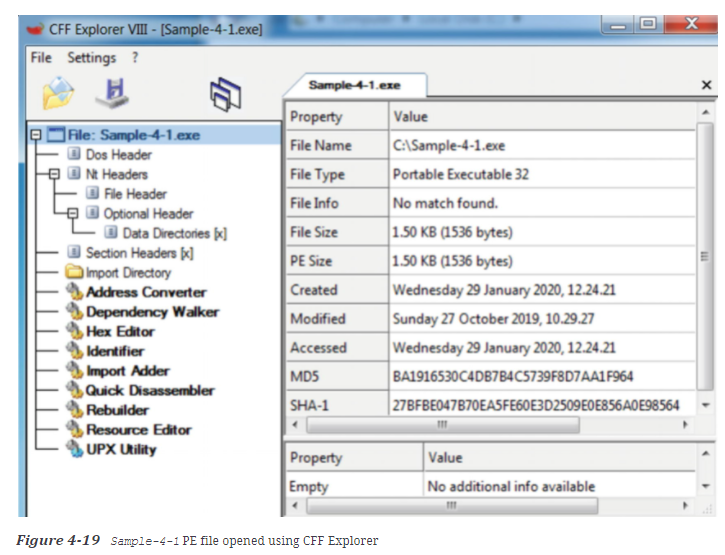 CFF Explorer VIII - [Sample-4-1.exe]
File Settings ?
Sample-4-1.exe
File: Sample-4-1.exe
Dos Header
Nt Headers
File Header
Optional Header
Data Directories [x]
Section Headers [x]
Import Directory
Address Converter
Dependency Walker
Hex Editor
Identifier
Import Adder
Quick Disassembler
Rebuilder
Resource Editor
UPX Utility
Property Value
File Name C:\Sample-4-1.exe
File Type Portable Executable 32
File Info No match found.
File Size 1.50 KB (1536 bytes)
PE Size 1.50 KB (1536 bytes)
Created Wednesday 29 January 2020, 12.24.21
Modified Sunday 27 October 2019, 10.29.27
Accessed Wednesday 29 January 2020, 12.24.21
MD5 BA1916530C4DB7B4C5739F8D7AA1F964
SHA-1 27BFBE047B70EA5FE60E3D2509E0E856A0E98564
Property Value
Empty No additional info available
Figure 4-19 Sample-4-1 PE file opened using CFF Explorer